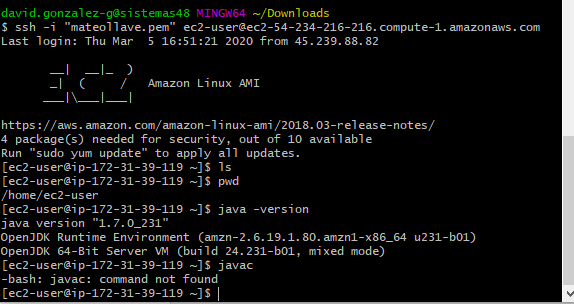 david.gonzalez-g@sistemas48 MINGW64 ~/Downloads
$ ssh -i "mateollave.pem" ec2-user@ec2-54-234-216-216.compute-1.amazonaws.com
Last login: Thu Mar  5 16:51:21 2020 from 45.239.88.82

       __|  __|_  )
       _|  (     /   Amazon Linux AMI
      ___|\___|___|

https://aws.amazon.com/amazon-linux-ami/2018.03-release-notes/
4 package(s) needed for security, out of 10 available
Run "sudo yum update" to apply all updates.
[ec2-user@ip-172-31-39-119 ~]$ ls
[ec2-user@ip-172-31-39-119 ~]$ pwd
/home/ec2-user
[ec2-user@ip-172-31-39-119 ~]$ java -version
java version "1.7.0_231"
OpenJDK Runtime Environment (amzn-2.6.19.1.80.amzn1-x86_64 u231-b01)
OpenJDK 64-Bit Server VM (build 24.231-b01, mixed mode)
[ec2-user@ip-172-31-39-119 ~]$ javac
-bash: javac: command not found
[ec2-user@ip-172-31-39-119 ~]$